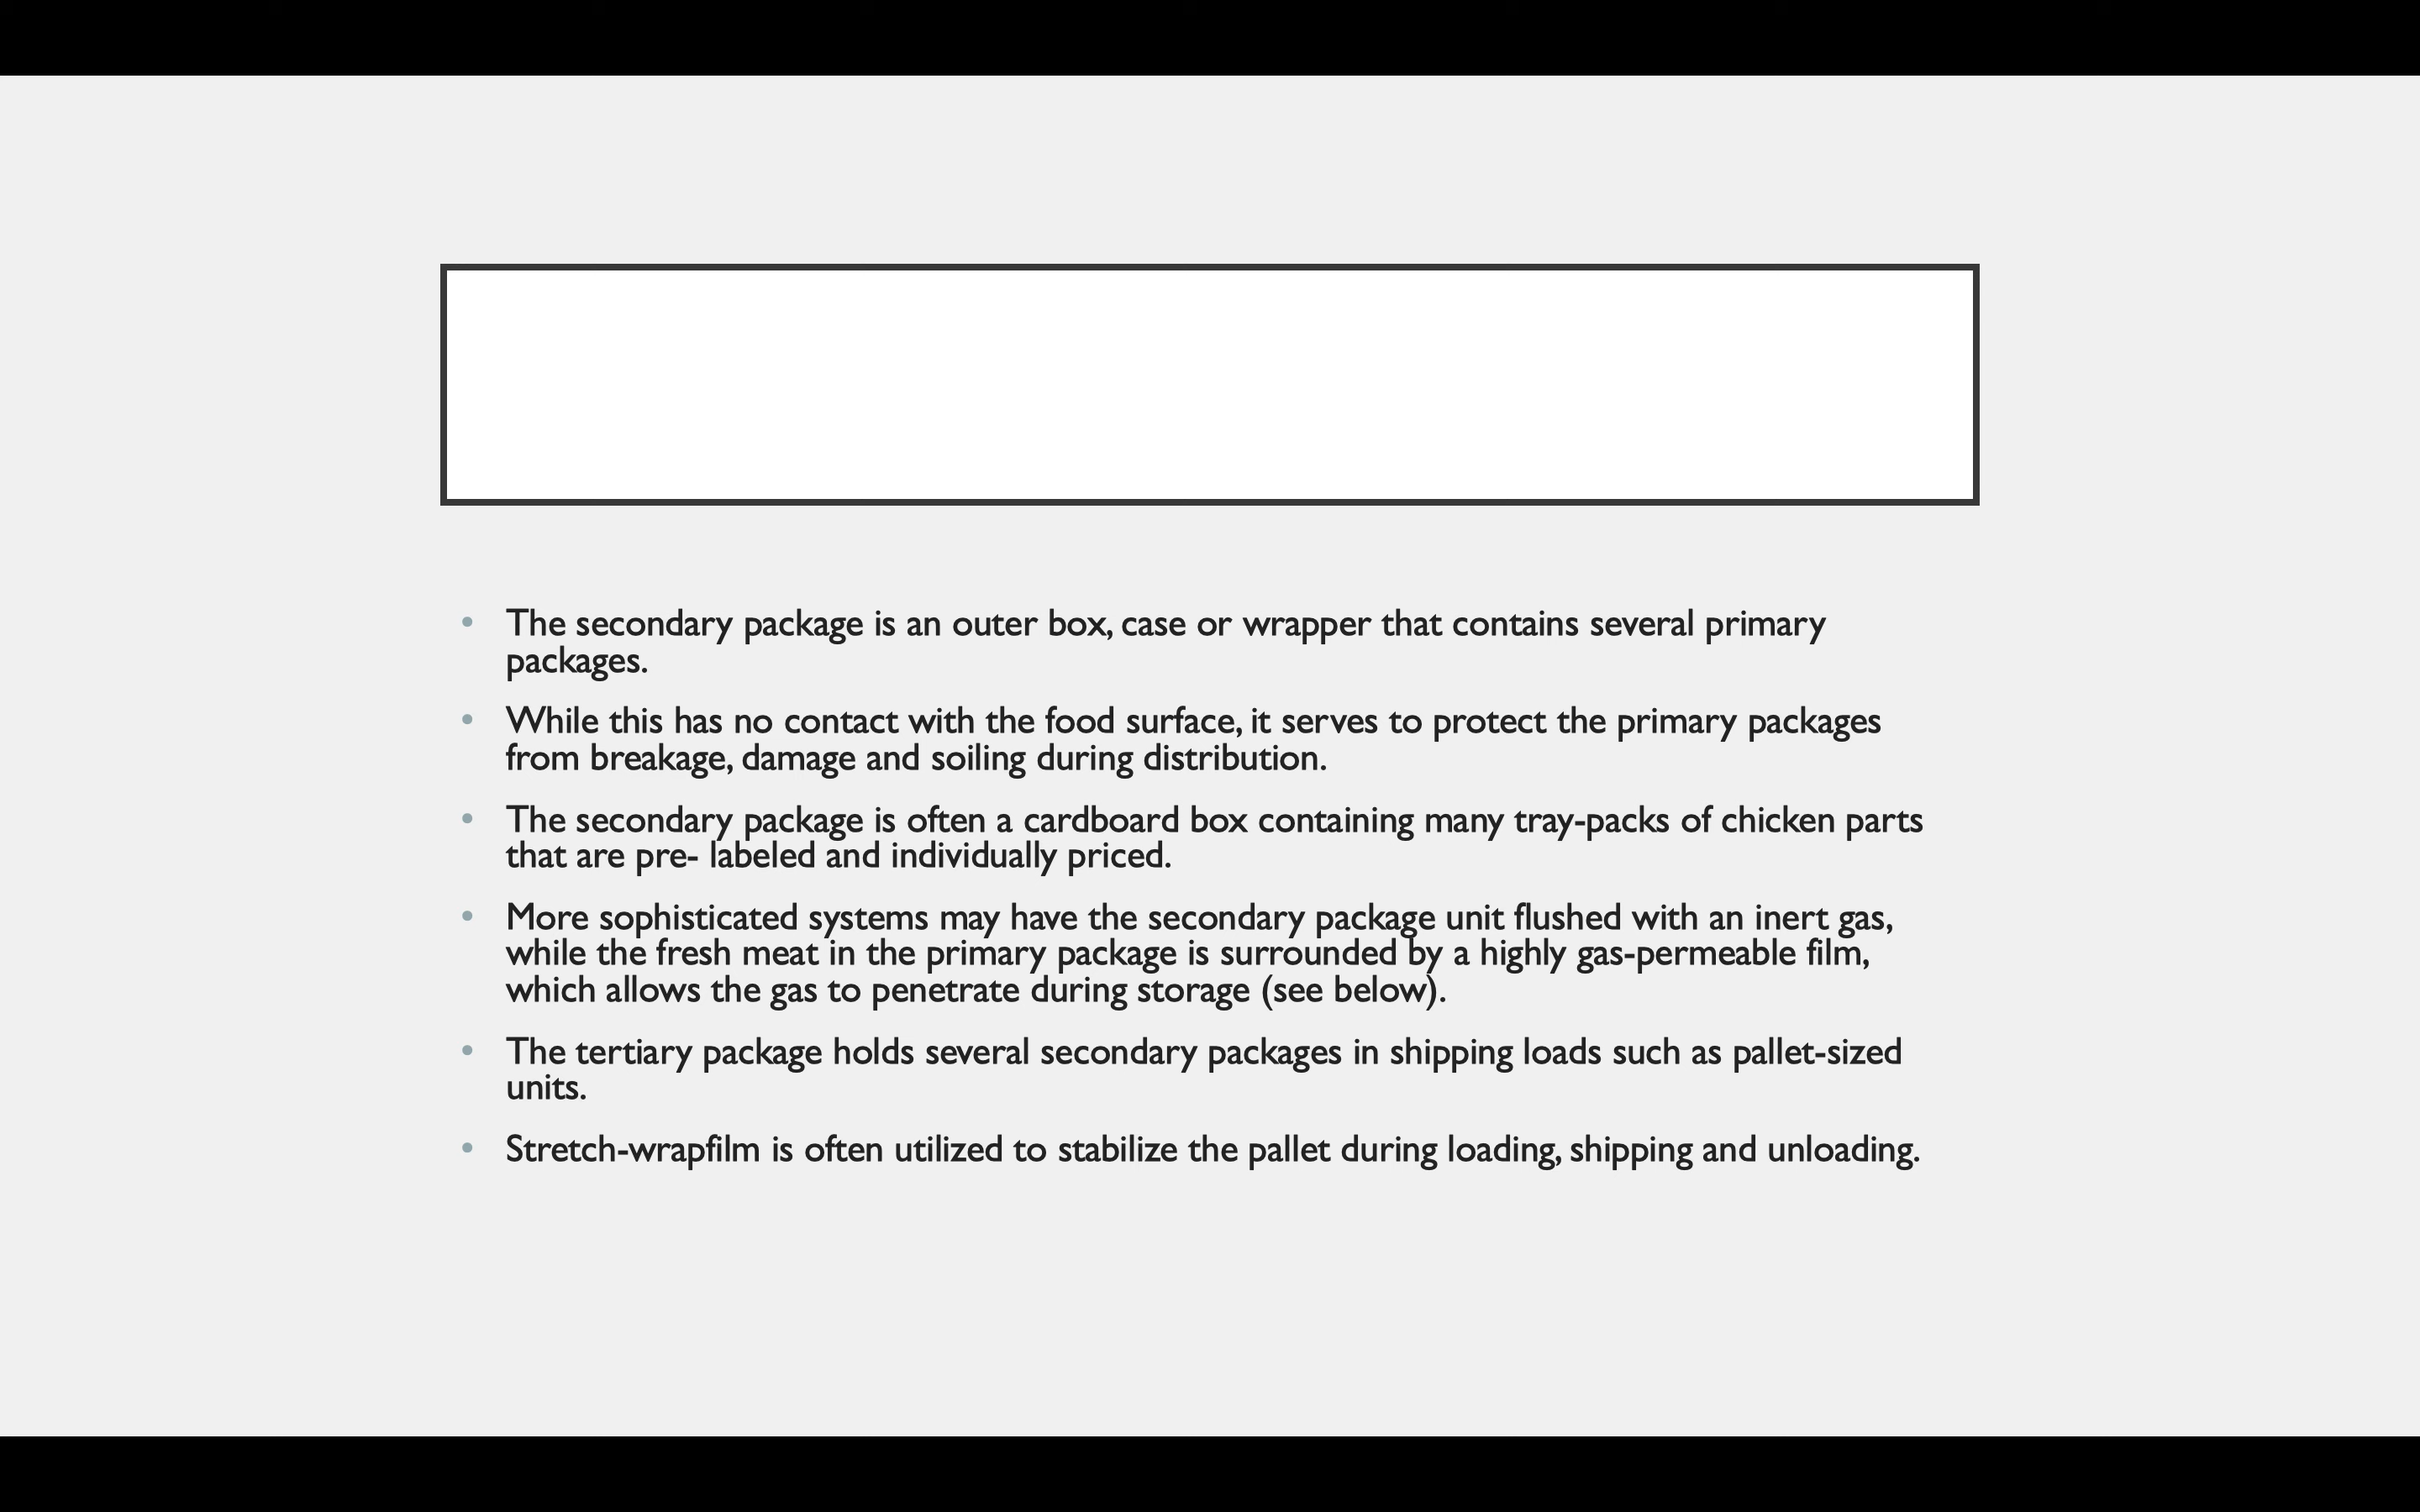 • The secondary package is an outer box, case or wrapper that contains several primary
packages.
• While this has no contact with the food surface, it serves to protect the primary packages
from breakage, damage and soiling during distribution.
• The secondary package is often a cardboard box containing many tray-packs of chicken parts
that are pre- labeled and individually priced.
• More sophisticated systems may have the secondary package unit flushed with an inert gas,
while the fresh meat in the primary package is surrounded by a highly gas-permeable film,
which allows the gas to penetrate during storage (see below).
• The tertiary package holds several secondary packages in shipping loads such as pallet-sized
units.
• Stretch-wrapfilm is often utilized to stabilize the pallet during loading, shipping and unloading.